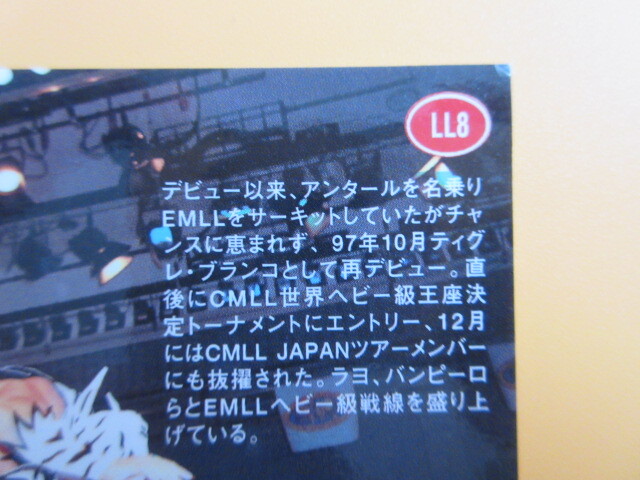 LL8
デビュー以来、アンタールを名乗り
EMLLをサーキットしていたがチャ
ンスに恵まれず、97年10月ティグ
レ・ブランコとして再デビュー。直
後にCMLL世界ヘビー級王座決
定トーナメントにエントリー、12月
にはCMLL JAPANツアーメンバー
にも抜擢された。ラヨ、バンピーロ
らとEMLLヘビー級戦線を盛り上
げている。